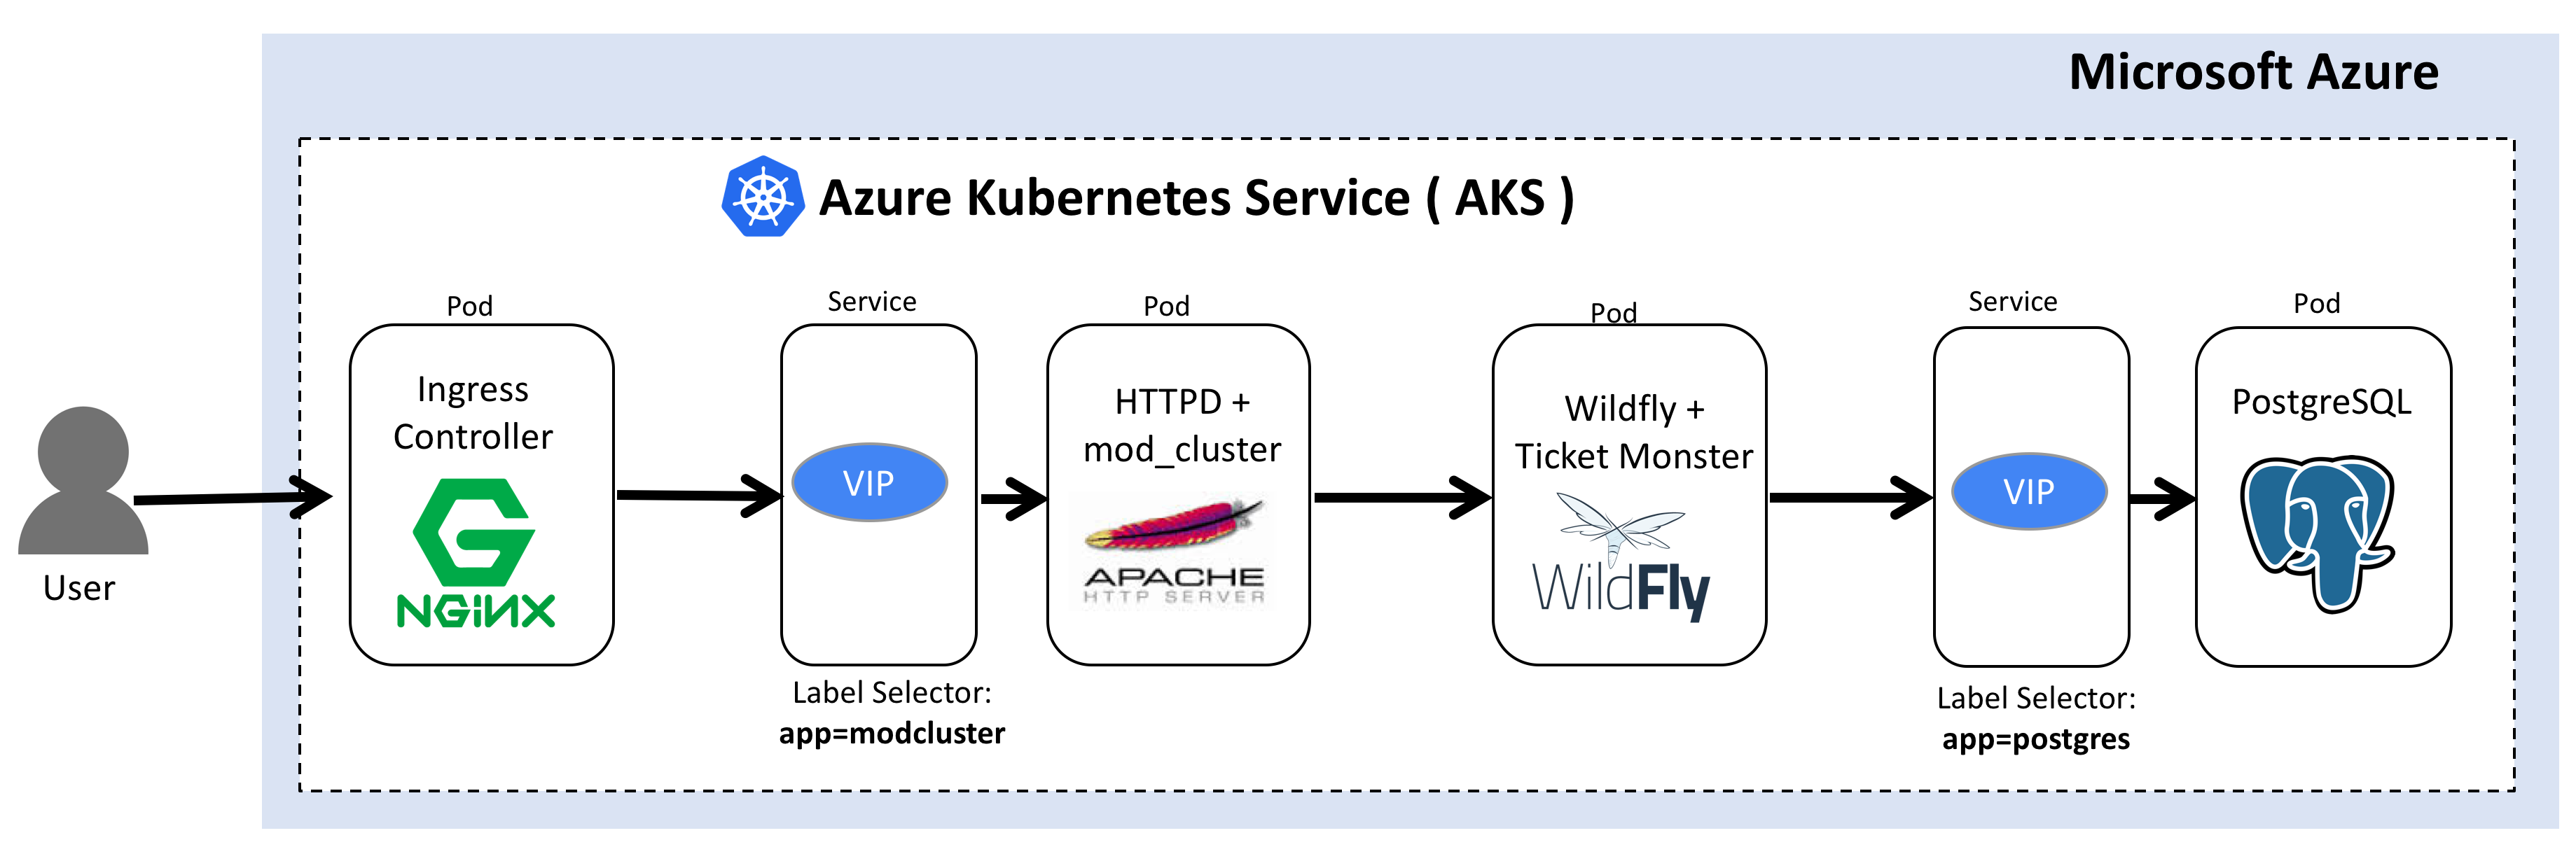 Microsoft Azure
Azure Kubernetes Service ( AKS )
User
Pod
Ingress
Controller
NGiNX
Service
VIP
Label Selector:
app=modcluster
Pod
HTTPD +
mod_cluster
APACHE
HTTP SERVER
Pod
Wildfly +
Ticket Monster
WildFly
Service
VIP
Label Selector:
app=postgres
Pod
PostgreSQL